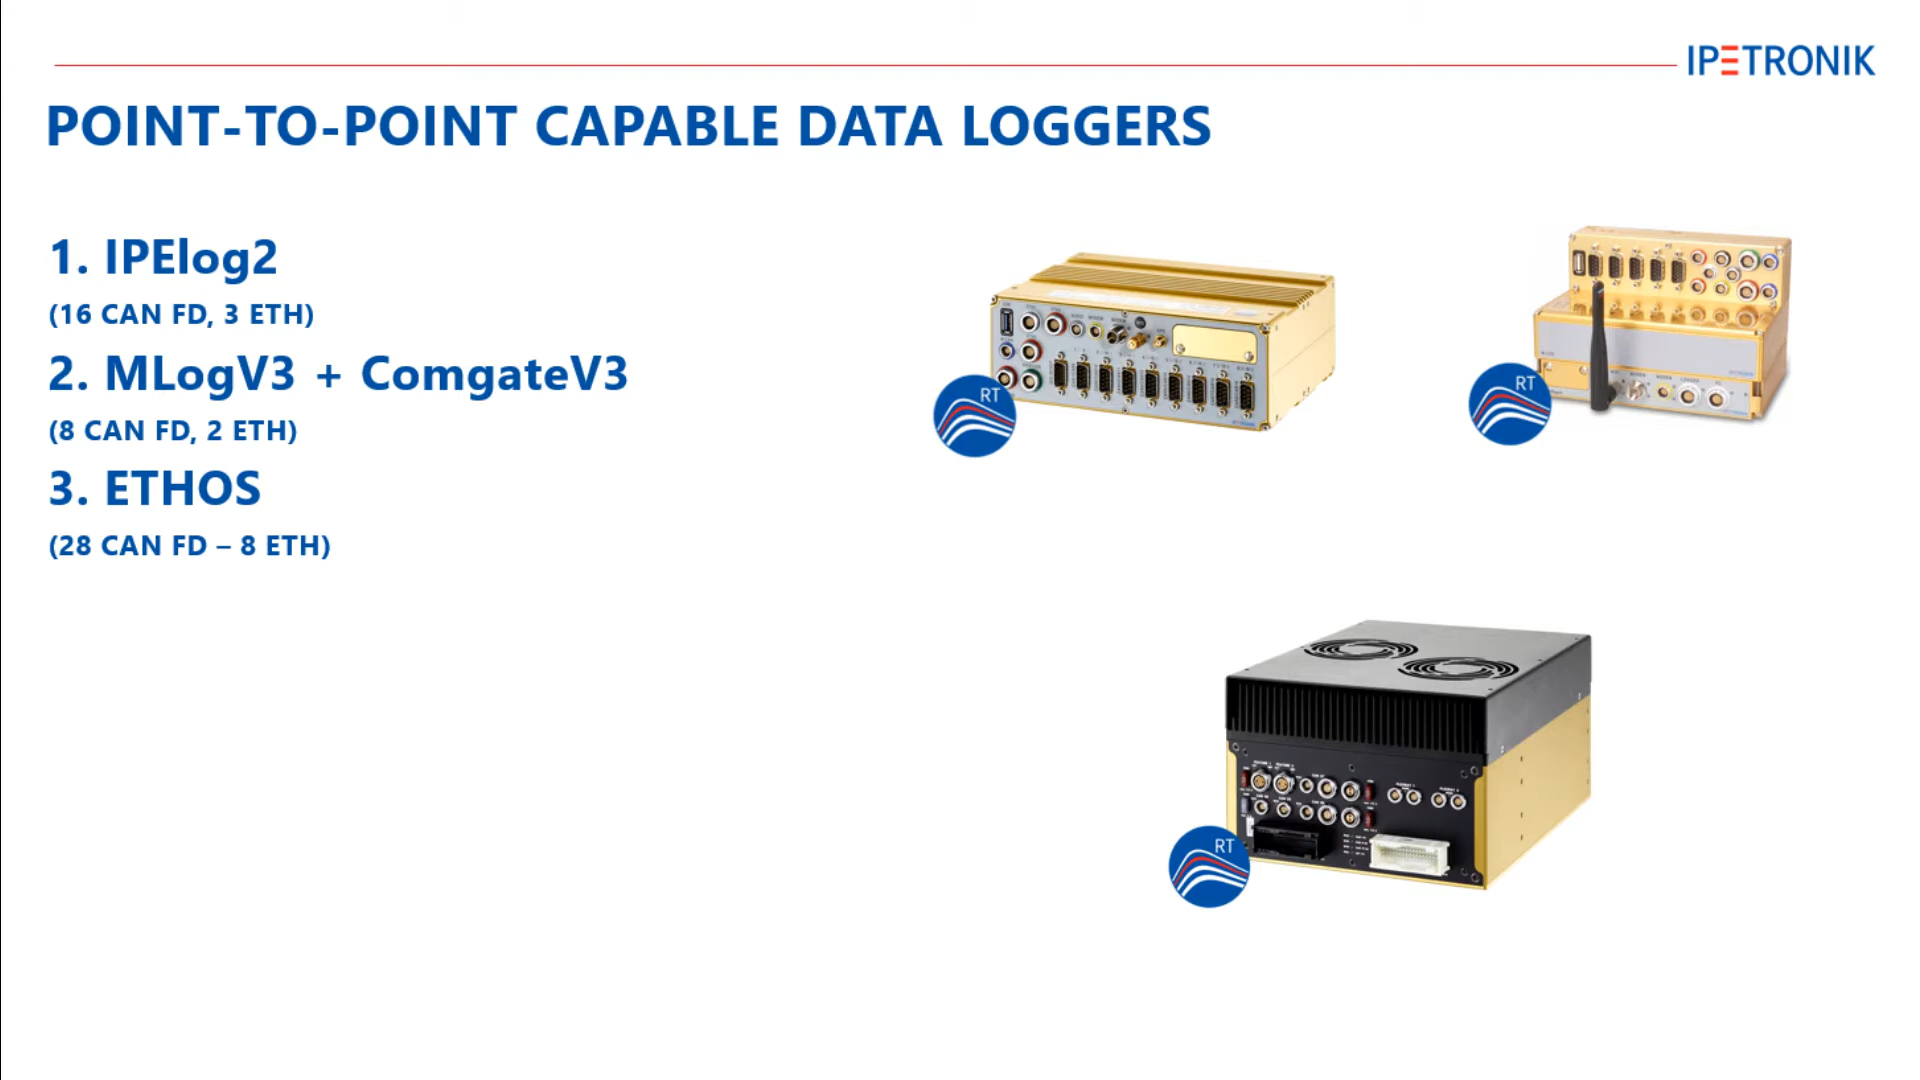 IPETRONIK
POINT-TO-POINT CAPABLE DATA LOGGERS
1. IPElog2
(16 CAN FD, 3 ETH)
2. MLogV3 + ComgateV3
(8 CAN FD, 2 ETH)
3. ETHOS
(28 CAN FD – 8 ETH)
RT
RT
RT